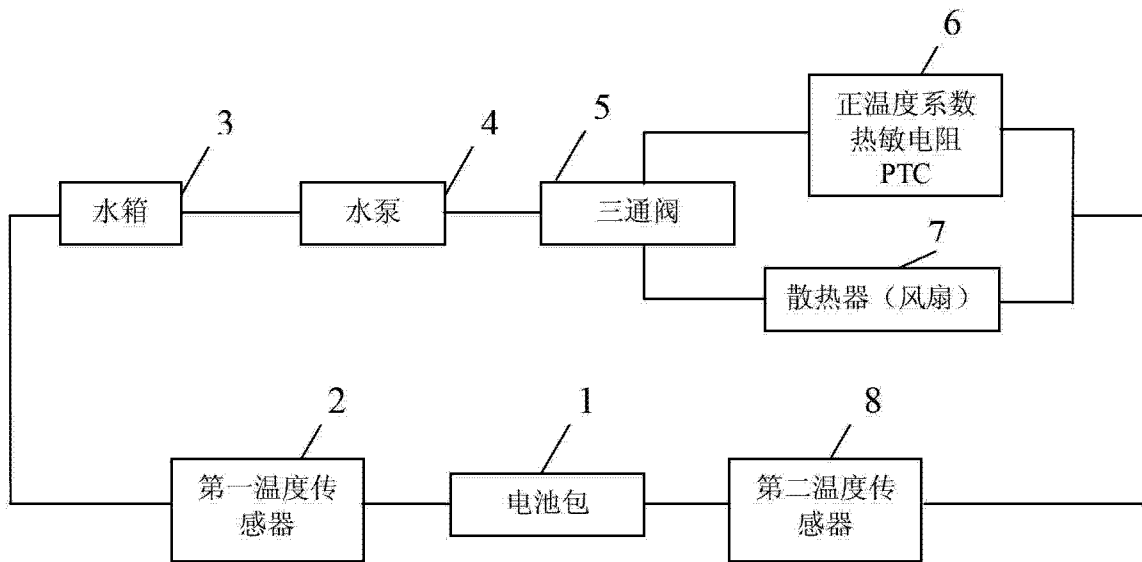 6
正温度系数
热敏电阻
PTC
3
4
5
水箱
水泵
三通阀
7
散热器（风扇）
2
1
8
第一温度传
感器
电池包
第二温度传
感器